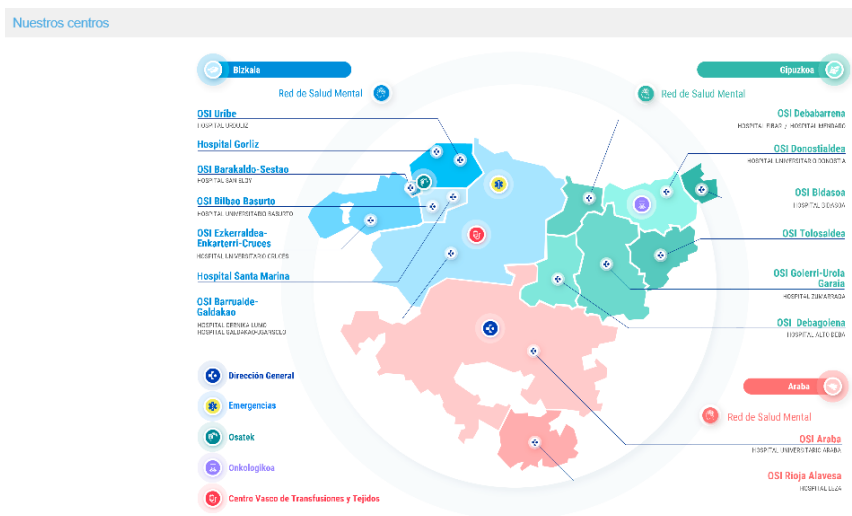 Nuestros centros
Bizkaia
Red de Salud Mental
OSI Uribe
HOSPITAL URDULIZ
Hospital Gorliz
OSI Barakaldo-Sestao
HOSPITAL SAN ELOY
OSI Bilbao Basurto
HOSPITAL UNIVERSITARIO BASURTO
OSI Ezkerraldea-
Enkarterri-Cruces
HOSPITAL UNIVERSITARIO CRUCES
Hospital Santa Marina
OSI Barrualde-
Galdakao
HOSPITAL GERNIKA LUMO
HOSPITAL GALDAKAO-USANSOLO
Dirección General
Emergencias
Osatek
Onkologikoa
Centro Vasco de Transfusiones y Tejidos
Gipuzkoa
Red de Salud Mental
OSI Debabarrena
HOSPITAL EIBAR y HOSPITAL MENDARO
OSI Donostialdea
HOSPITAL UNIVERSITARIO DONOSTIA
OSI Bidasoa
HOSPITAL BIDASOA
OSI Tolosaldea
OSI Goierri-Urola
Garaia
HOSPITAL ZUMARRAGA
OSI Debagoiena
HOSPITAL ALTO DEBA
Araba
Red de Salud Mental
OSI Araba
HOSPITAL UNIVERSITARIO ARABA
OSI Rioja Alavesa
HOSPITAL LEZA